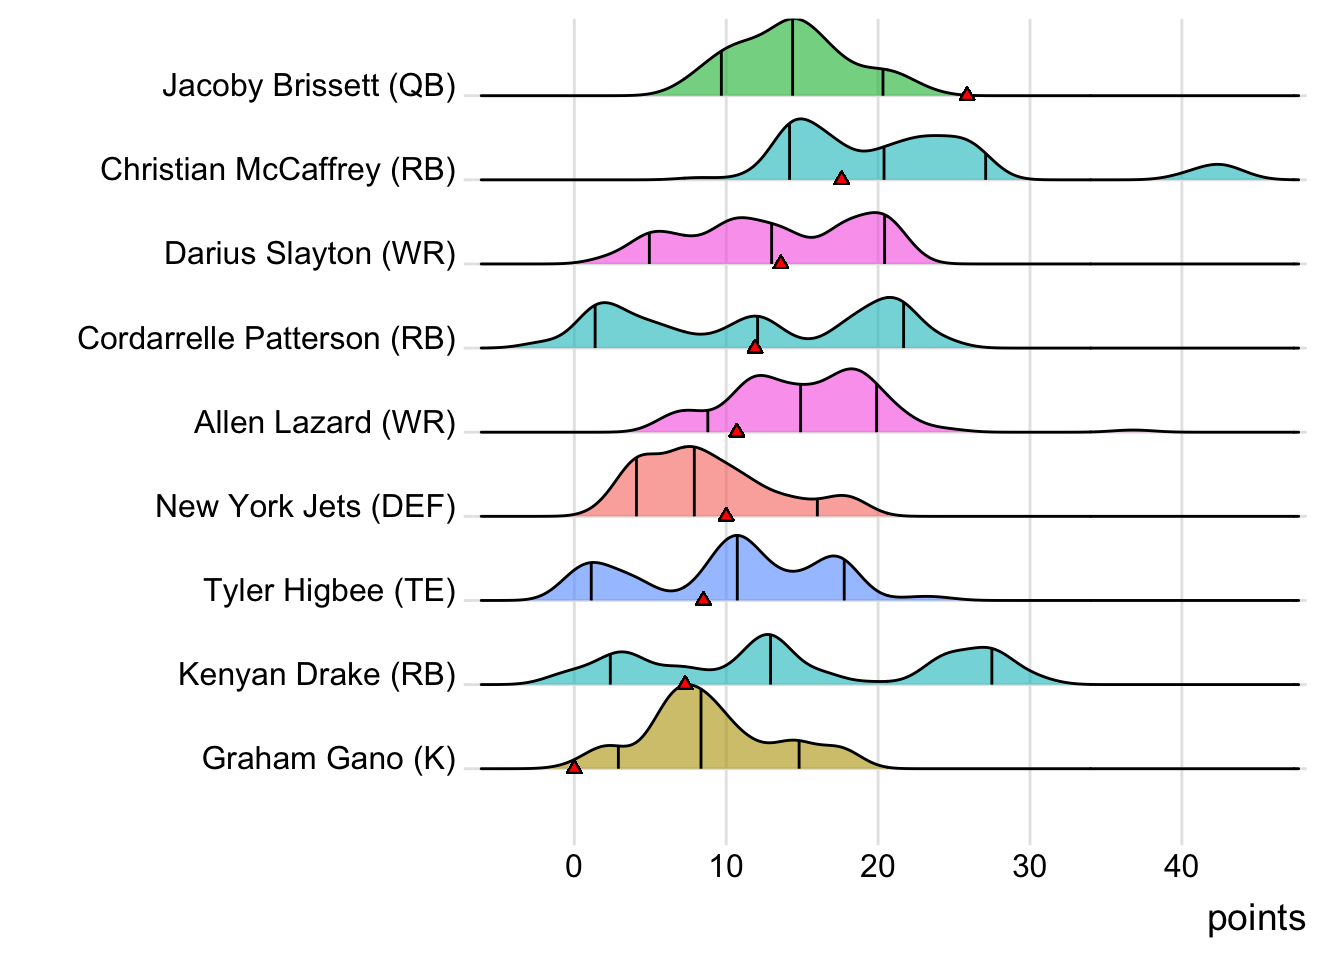 Jacoby Brissett (QB)
Christian McCaffrey (RB)
Darius Slayton (WR)
Cordarrelle Patterson (RB)
Allen Lazard (WR)
New York Jets (DEF)
Tyler Higbee (TE)
Kenyan Drake (RB)
Graham Gano (K)
0 10 20 30 40
points